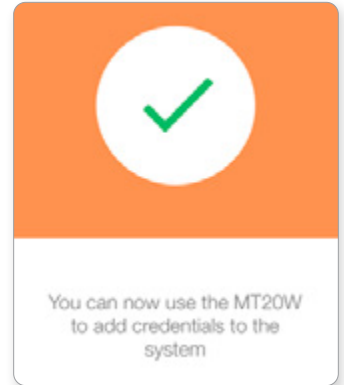 You can now use the MT20W
to add credentials to the
system